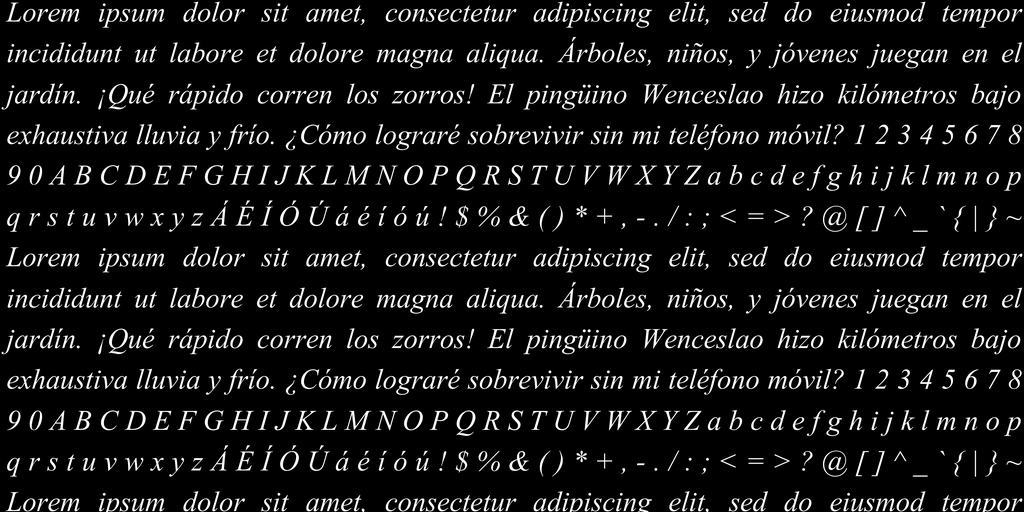 Lorem ipsum dolor sit amet, consectetur adipiscing elit, sed do eiusmod tempor
incididunt ut labore et dolore magna aliqua. Árboles, niños, y jóvenes juegan en el
jardín. ¡Qué rápido corren los zorros! El pingüino Wenceslao hizo kilómetros bajo
exhaustiva lluvia y frío. ¿Cómo lograré sobrevivir sin mi teléfono móvil? 1 2 3 4 5 6 7 8
9 0 A B C D E F G H I J K L M N O P Q R S T U V W X Y Z a b c d e f g h i j k l m n o p
q r s t u v w x y z Á É Í Ó Ú á é í ó ú ! $ % & ( ) * + , - . / : ; < = > ? @ [ ] ^ _ ` { | } ~
Lorem ipsum dolor sit amet, consectetur adipiscing elit, sed do eiusmod tempor
incididunt ut labore et dolore magna aliqua. Árboles, niños, y jóvenes juegan en el
jardín. ¡Qué rápido corren los zorros! El pingüino Wenceslao hizo kilómetros bajo
exhaustiva lluvia y frío. ¿Cómo lograré sobrevivir sin mi teléfono móvil? 1 2 3 4 5 6 7 8
9 0 A B C D E F G H I J K L M N O P Q R S T U V W X Y Z a b c d e f g h i j k l m n o p
q r s t u v w x y z Á É Í Ó Ú á é í ó ú ! $ % & ( ) * + , - . / : ; < = > ? @ [ ] ^ _ ` { | } ~
Lorem ipsum dolor sit amet, consectetur adipiscing elit, sed do eiusmod tempor